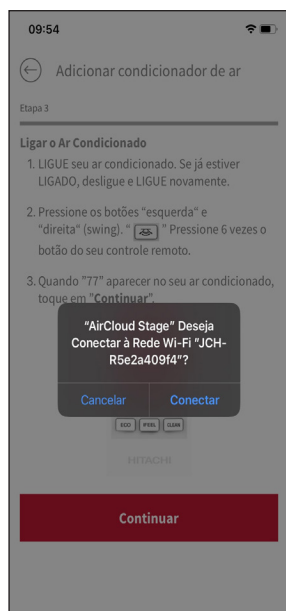 09:54
Adicionar condicionador de ar
Etapa 3
Ligar o Ar Condicionado
1. LIGUE seu ar condicionado. Se já estiver
LIGADO, desligue e LIGUE novamente.
2. Pressione os botões "esquerda" e
"direita" (swing). " " Pressione 6 vezes o
botão do seu controle remoto.
3. Quando "77" aparecer no seu ar condicionado,
toque em "Continuar".
"AirCloud Stage" Deseja
Conectar à Rede Wi-Fi "JCH-
R5e2a409f4"?
Cancelar Conectar
ECO IFEEL CLEAN
HITACHI
Continuar